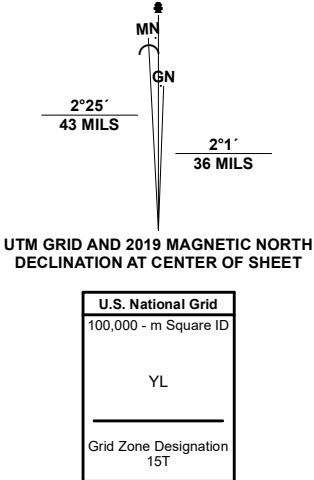 MN
GN
2°25´
43 MILS
2°1´
36 MILS
UTM GRID AND 2019 MAGNETIC NORTH
DECLINATION AT CENTER OF SHEET
U.S. National Grid
100,000 - m Square ID
YL
Grid Zone Designation
15T